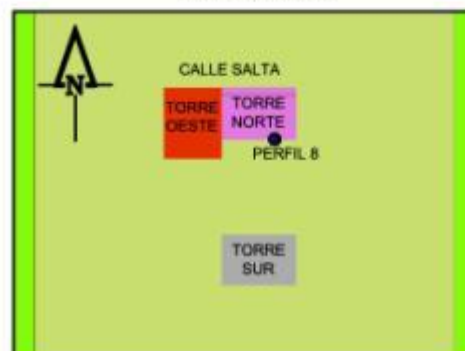 N
CALLE SALTA
TORRE
OESTE
TORRE
NORTE
PERFIL 8
TORRE
SUR